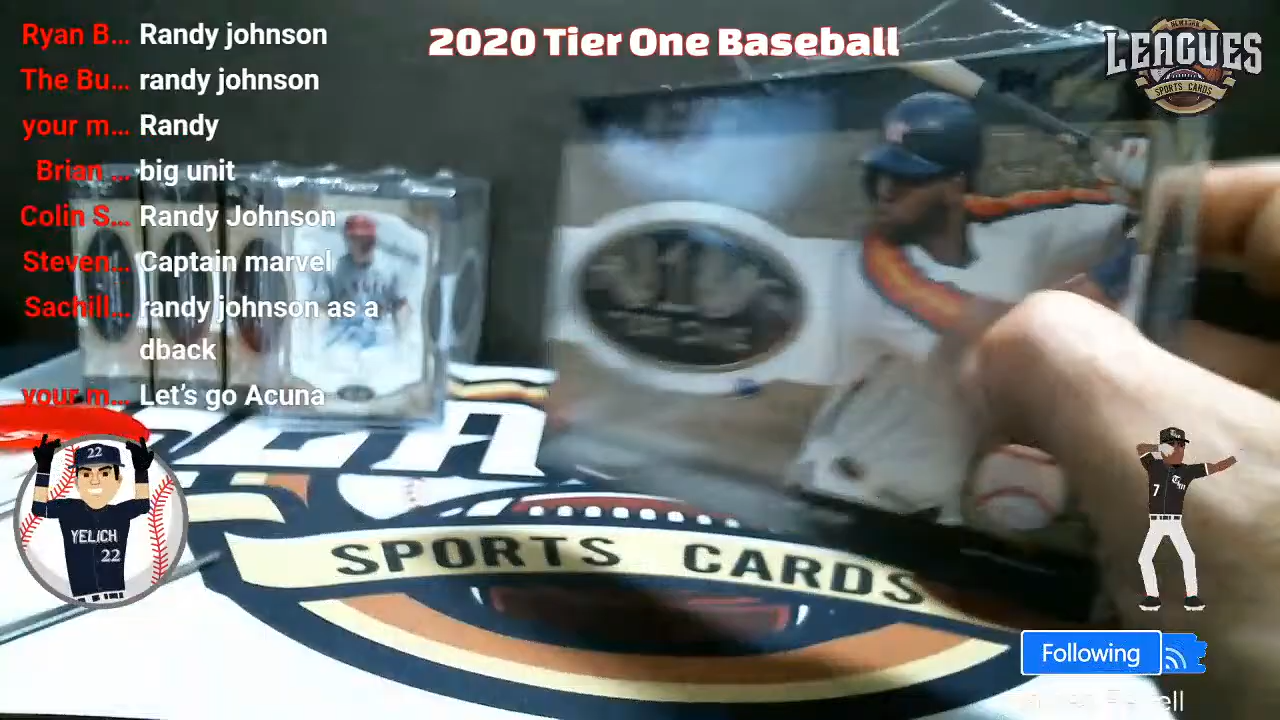 2020 Tier One Baseball
Ryan B... Randy johnson
The Bu... randy johnson
your m... Randy
Brian ... big unit
Colin S... Randy Johnson
Steven... Captain marvel
Sachill... randy johnson as a
dback
your m... Let's go Acuna
LEAGUES
SPORTS CARDS
22
YELICH
22
SPORTS CARDS
7
Following